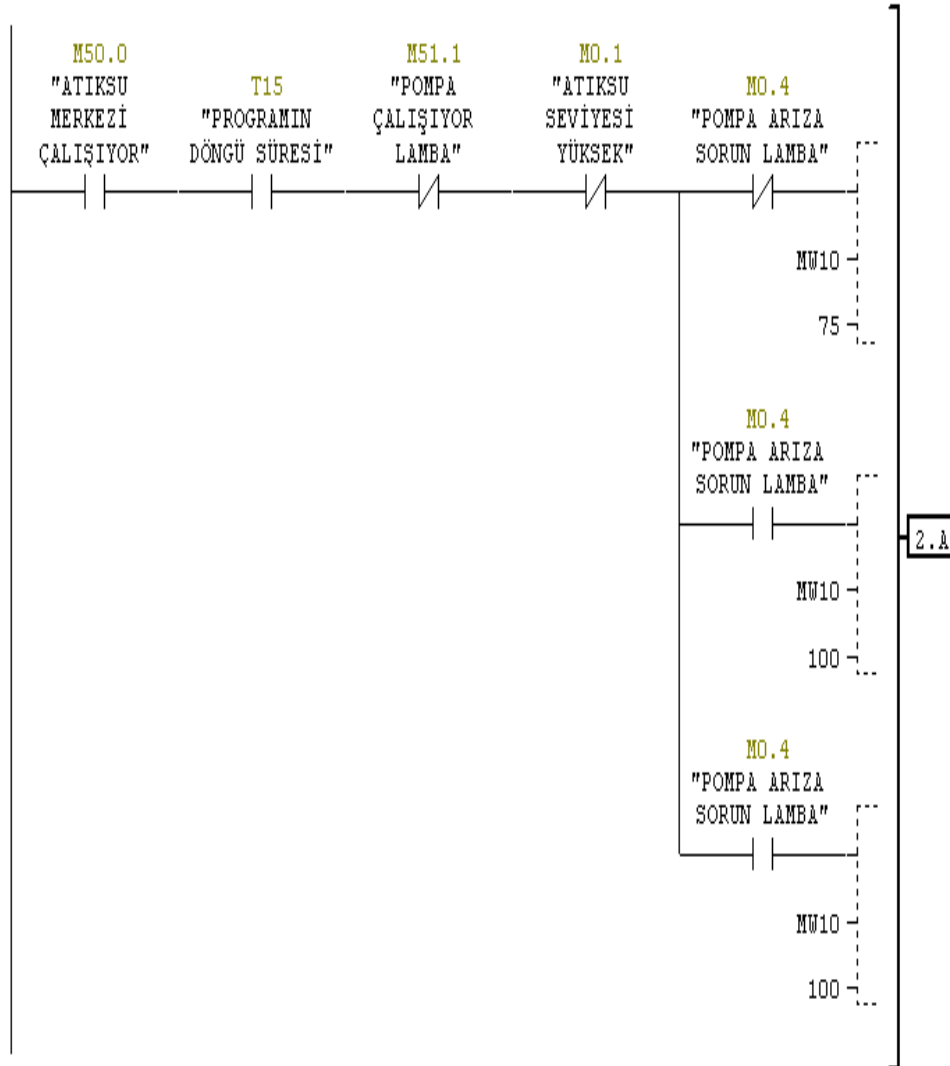 M50.0
"ATIKSU
MERKEZİ
ÇALIŞIYOR"
T15
"PROGRAMIN
DÖNGÜ SÜRESİ"
M51.1
"POMPA
ÇALIŞIYOR
LAMBA"
M0.1
"ATIKSU
SEVİYESİ
YÜKSEK"
M0.4
"POMPA ARIZA
SORUN LAMBA"
MW10
75
M0.4
"POMPA ARIZA
SORUN LAMBA"
MW10
100
2.A
M0.4
"POMPA ARIZA
SORUN LAMBA"
MW10
100